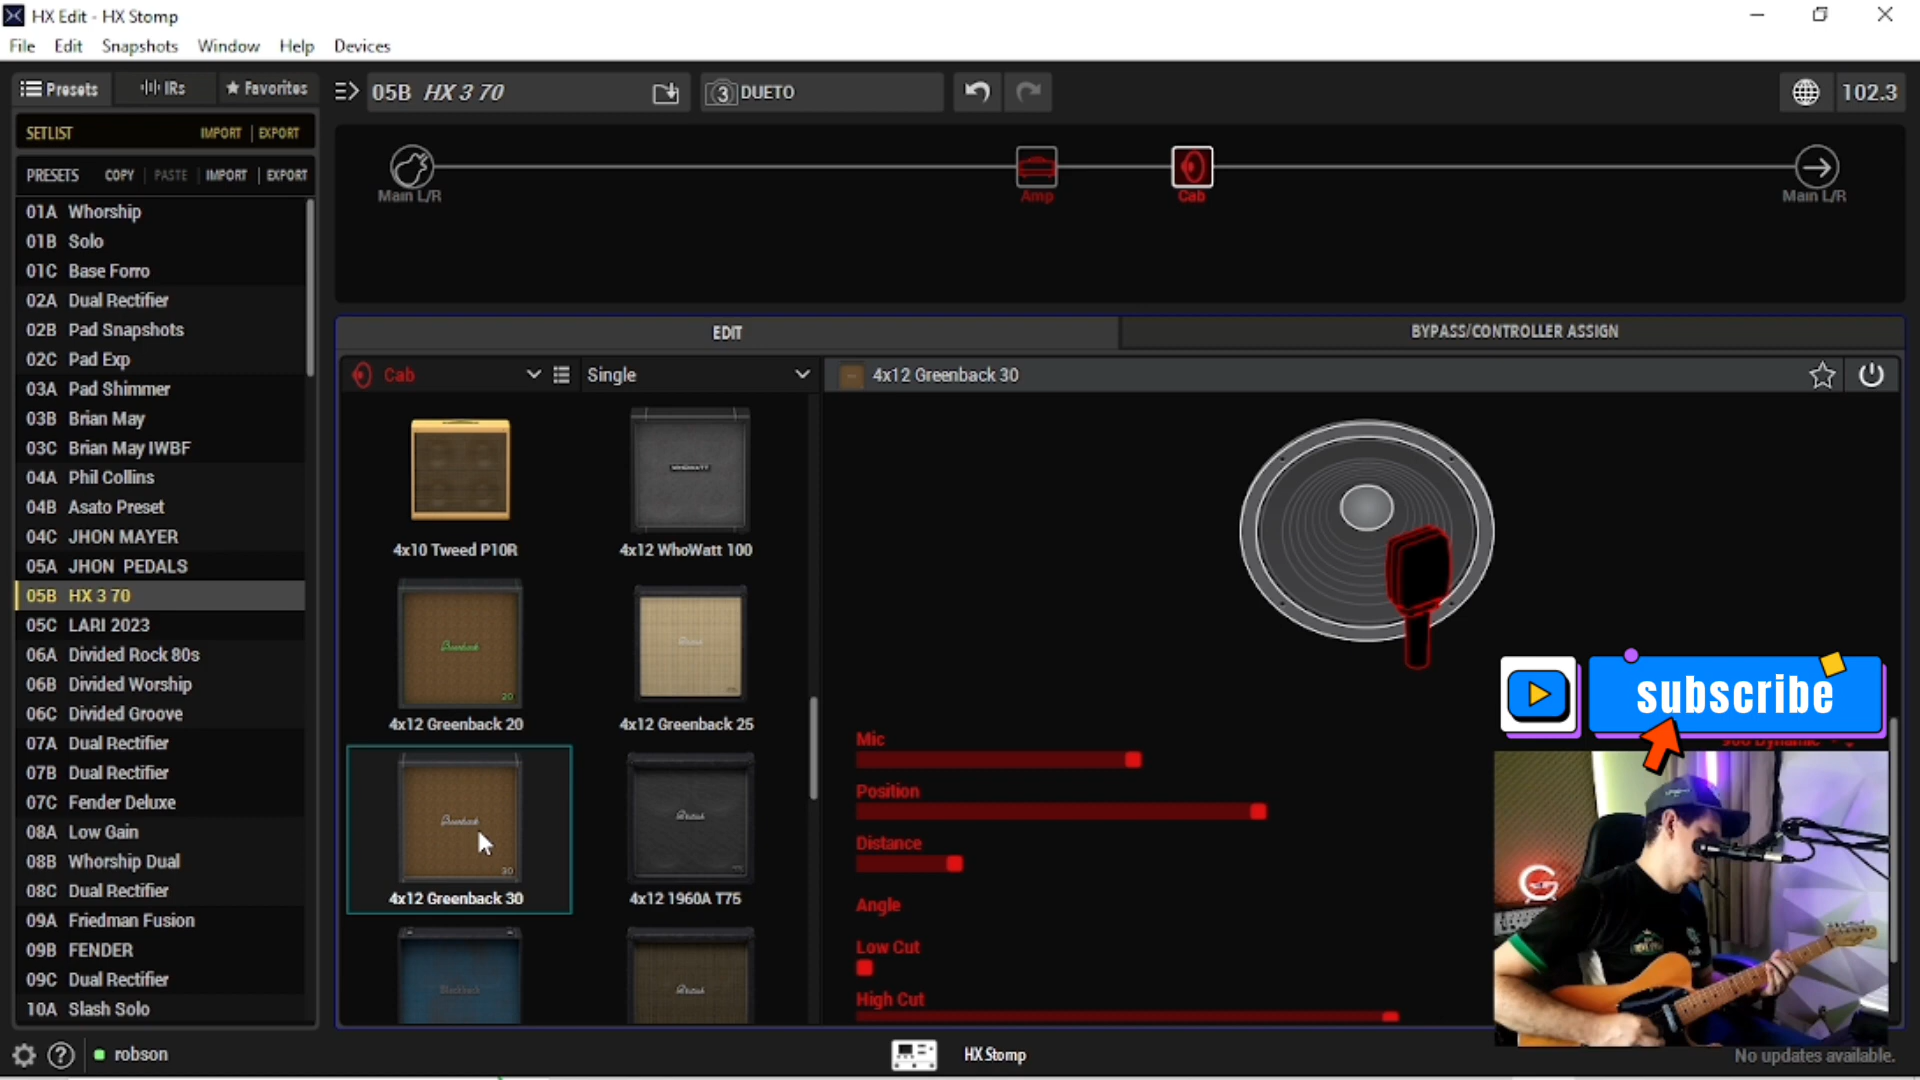 HX Edit - HX Stomp
File Edit Snapshots Window Help Devices
Presets IRs Favorites
05B HX 3 70
3 DUETO
102.3
SETLIST IMPORT EXPORT
PRESETS COPY PASTE IMPORT EXPORT
Main L/R
Amp
Cab
Main L/R
01A Whorship
01B Solo
01C Base Forro
02A Dual Rectifier
02B Pad Snapshots
02C Pad Exp
03A Pad Shimmer
03B Brian May
03C Brian May IWBF
04A Phil Collins
04B Asato Preset
04C JHON MAYER
05A JHON PEDALS
05B HX 3 70
05C LARI 2023
06A Divided Rock 80s
06B Divided Worship
06C Divided Groove
07A Dual Rectifier
07B Dual Rectifier
07C Fender Deluxe
08A Low Gain
08B Whorship Dual
08C Dual Rectifier
09A Friedman Fusion
09B FENDER
09C Dual Rectifier
10A Slash Solo
EDIT
BYPASS/CONTROLLER ASSIGN
Cab
Single
4x12 Greenback 30
WHOWATT
4x10 Tweed P10R
4x12 WhoWatt 100
Greenback
20
4x12 Greenback 20
4x12 Greenback 25
Greenback
30
4x12 Greenback 30
4x12 1960A T75
Blackback
Mic
Position
Distance
Angle
Low Cut
High Cut
subscribe
G
robson
HX Stomp
No updates available.